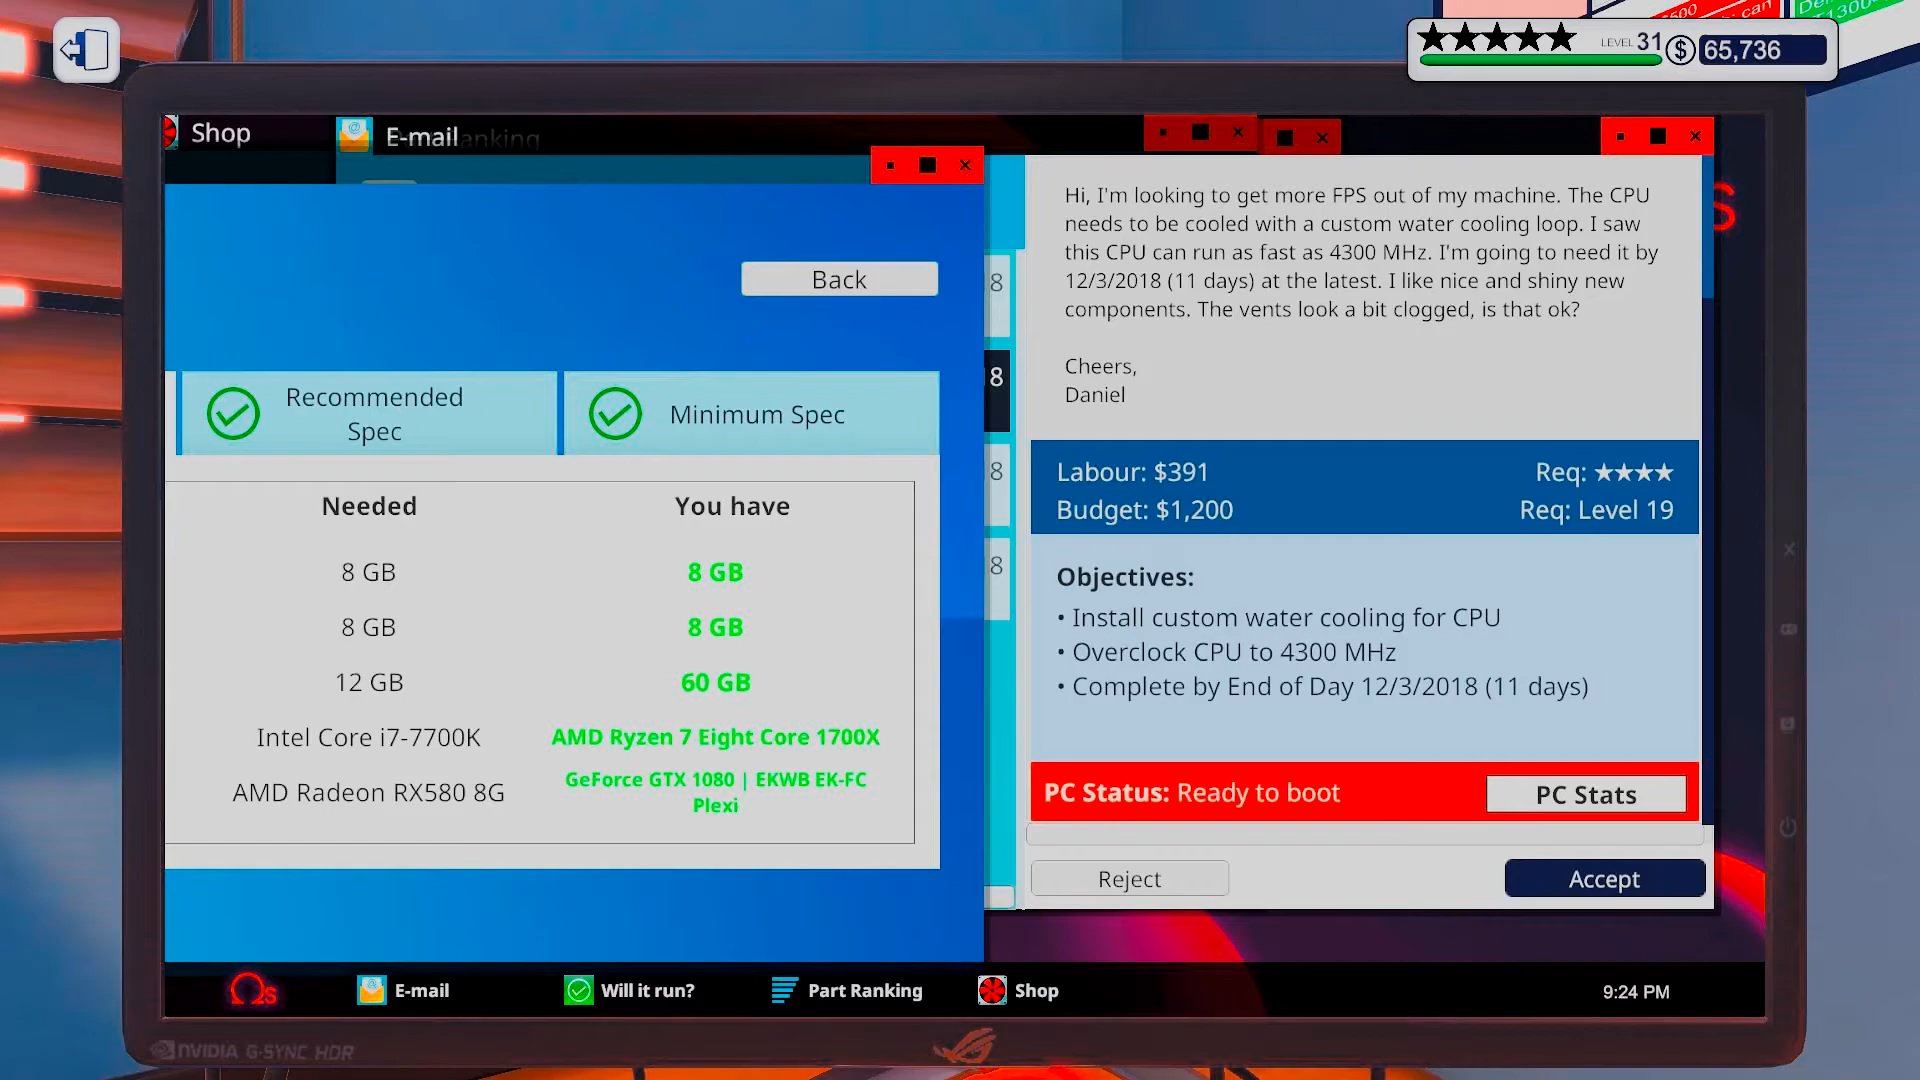 LEVEL 31 $ 65,736
Shop
E-mail
Hi, I'm looking to get more FPS out of my machine. The CPU
needs to be cooled with a custom water cooling loop. I saw
this CPU can run as fast as 4300 MHz. I'm going to need it by
12/3/2018 (11 days) at the latest. I like nice and shiny new
components. The vents look a bit clogged, is that ok?
Cheers,
Daniel
Labour: $391
Req: ★★★★
Budget: $1,200
Req: Level 19
Objectives:
• Install custom water cooling for CPU
• Overclock CPU to 4300 MHz
• Complete by End of Day 12/3/2018 (11 days)
PC Status: Ready to boot
PC Stats
Reject
Accept
Back
Recommended
Spec
Minimum Spec
Needed
You have
8 GB
8 GB
8 GB
8 GB
12 GB
60 GB
Intel Core i7-7700K
AMD Ryzen 7 Eight Core 1700X
AMD Radeon RX580 8G
GeForce GTX 1080 | EKWB EK-FC
Plexi
8
8
8
8
Ωs
E-mail
Will it run?
Part Ranking
Shop
9:24 PM
NVIDIA G-SYNC HDR